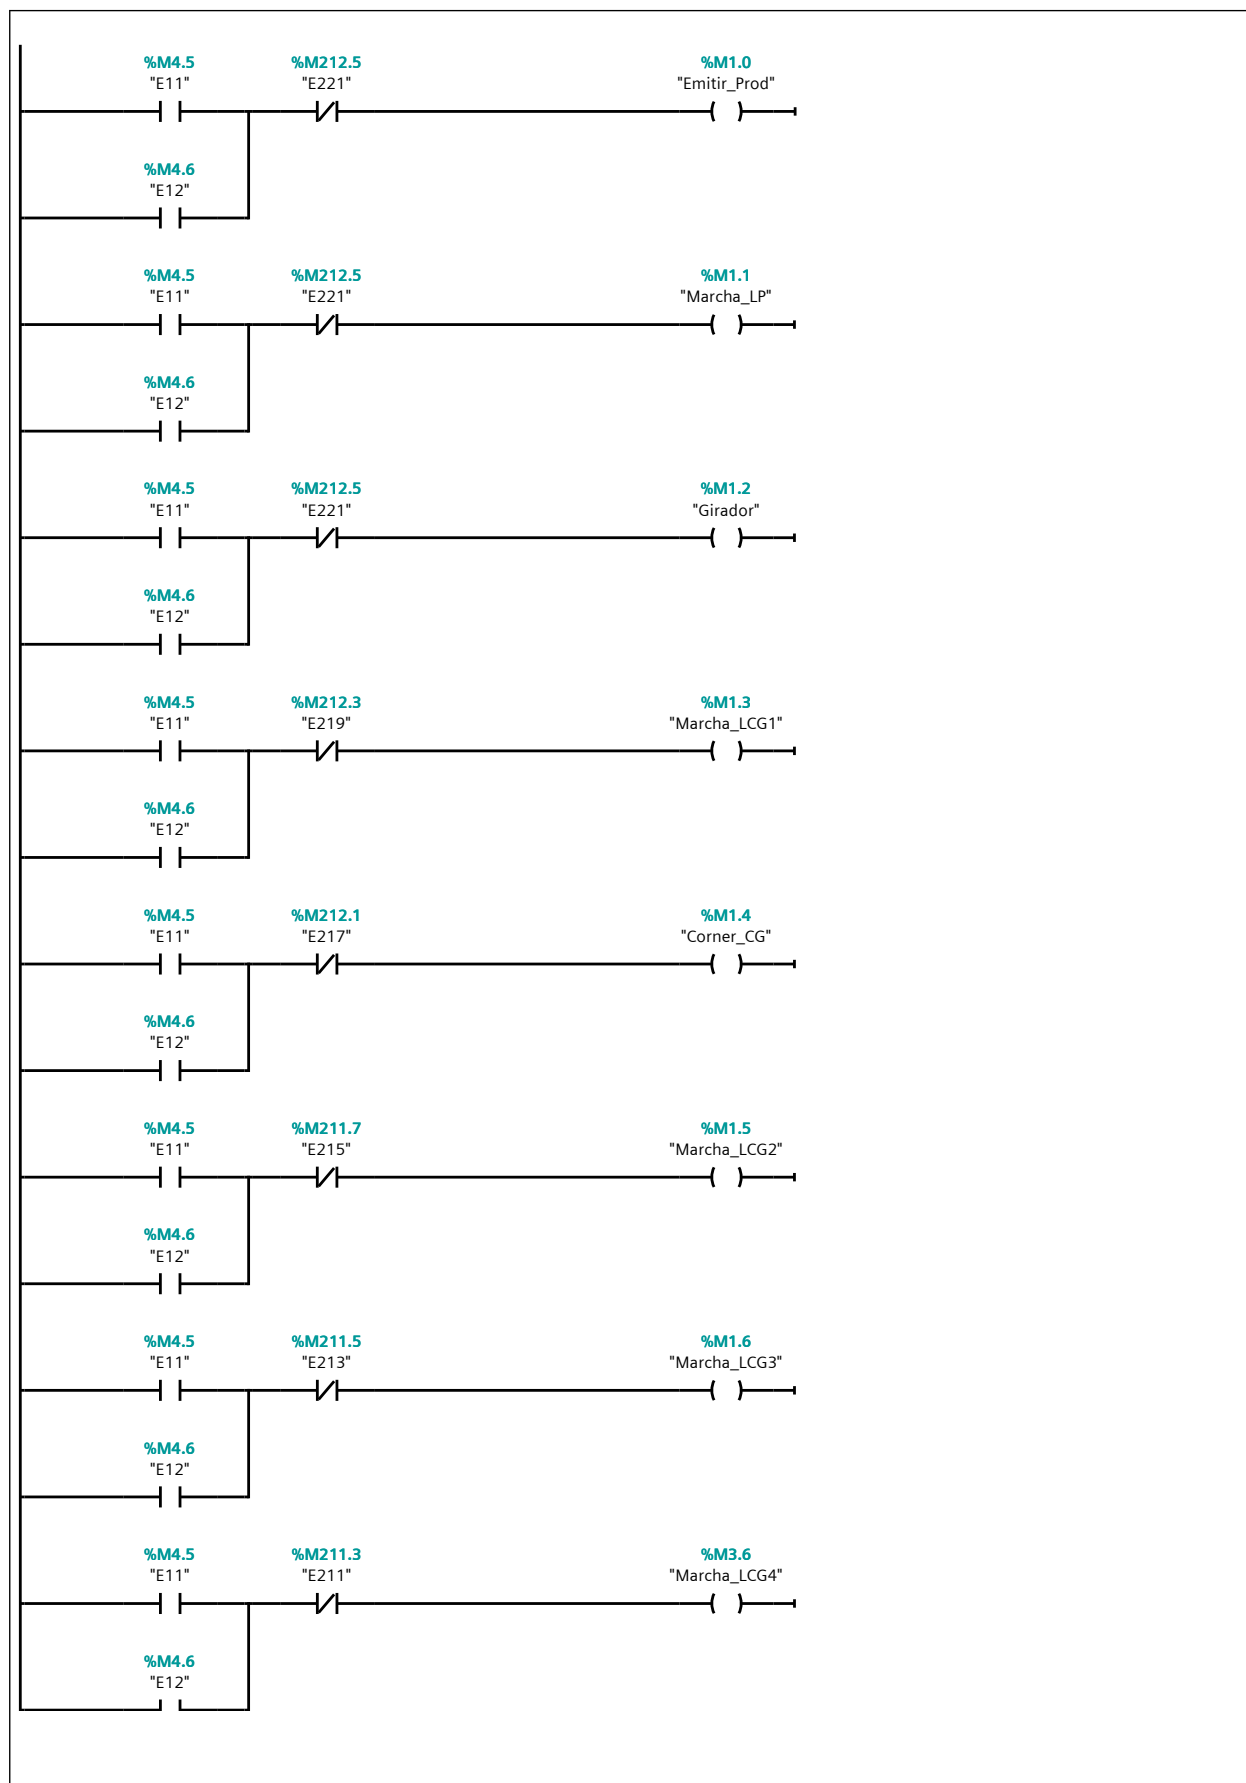 %M4.5 %M212.5 %M1.0
"E11" "E221" "Emitir_Prod"
%M4.6
"E12"
%M4.5 %M212.5 %M1.1
"E11" "E221" "Marcha_LP"
%M4.6
"E12"
%M4.5 %M212.5 %M1.2
"E11" "E221" "Girador"
%M4.6
"E12"
%M4.5 %M212.3 %M1.3
"E11" "E219" "Marcha_LCG1"
%M4.6
"E12"
%M4.5 %M212.1 %M1.4
"E11" "E217" "Corner_CG"
%M4.6
"E12"
%M4.5 %M211.7 %M1.5
"E11" "E215" "Marcha_LCG2"
%M4.6
"E12"
%M4.5 %M211.5 %M1.6
"E11" "E213" "Marcha_LCG3"
%M4.6
"E12"
%M4.5 %M211.3 %M3.6
"E11" "E211" "Marcha_LCG4"
%M4.6
"E12"